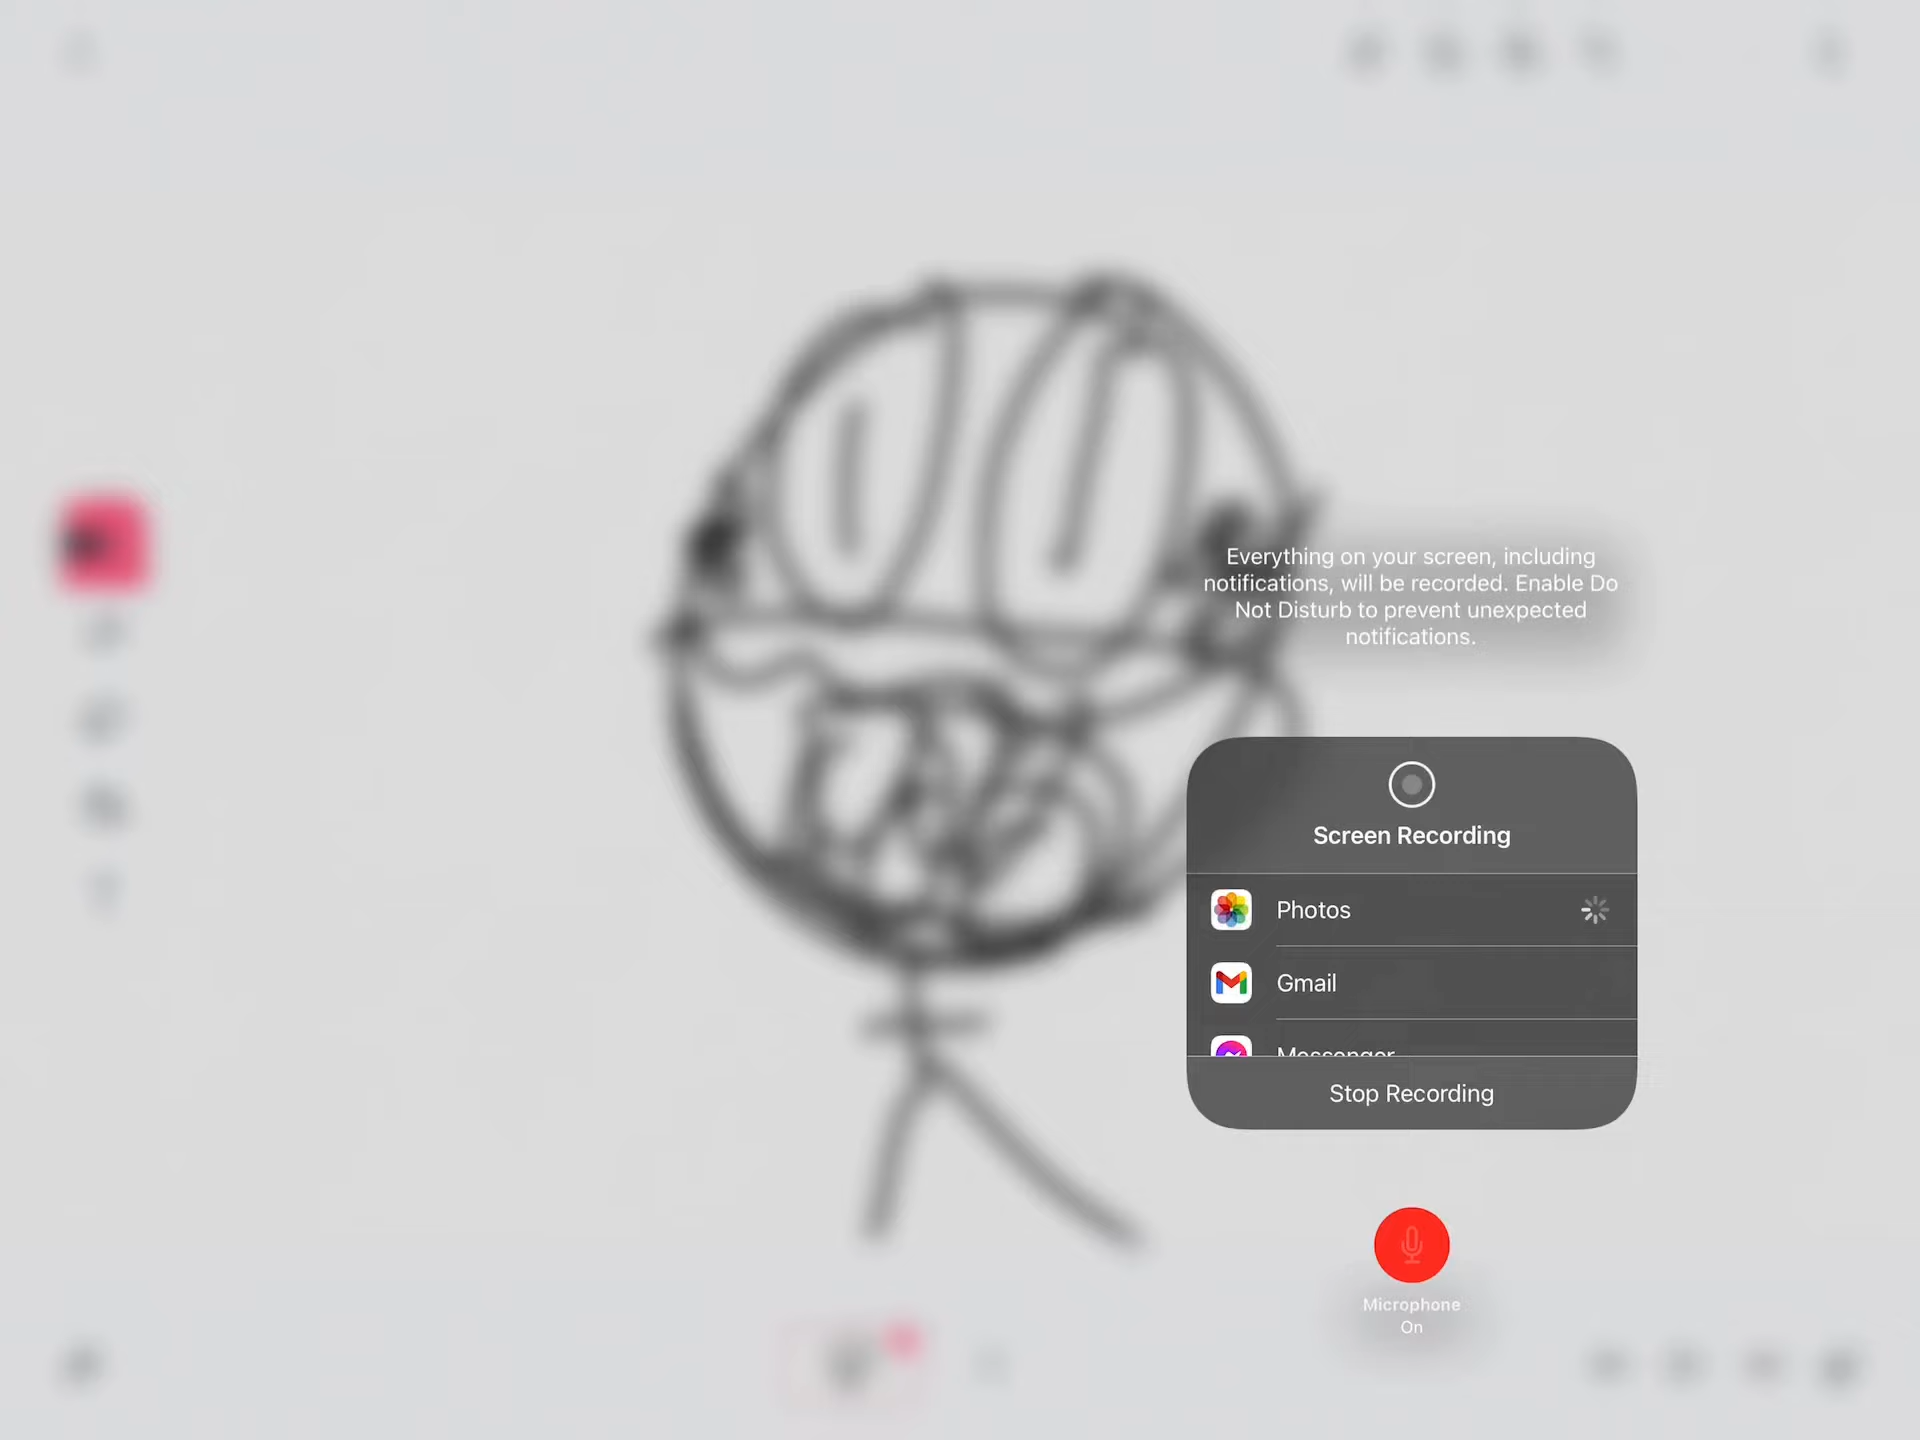 Everything on your screen, including
notifications, will be recorded. Enable Do
Not Disturb to prevent unexpected
notifications.
Screen Recording
Photos
Gmail
Messenger
Stop Recording
Microphone
On